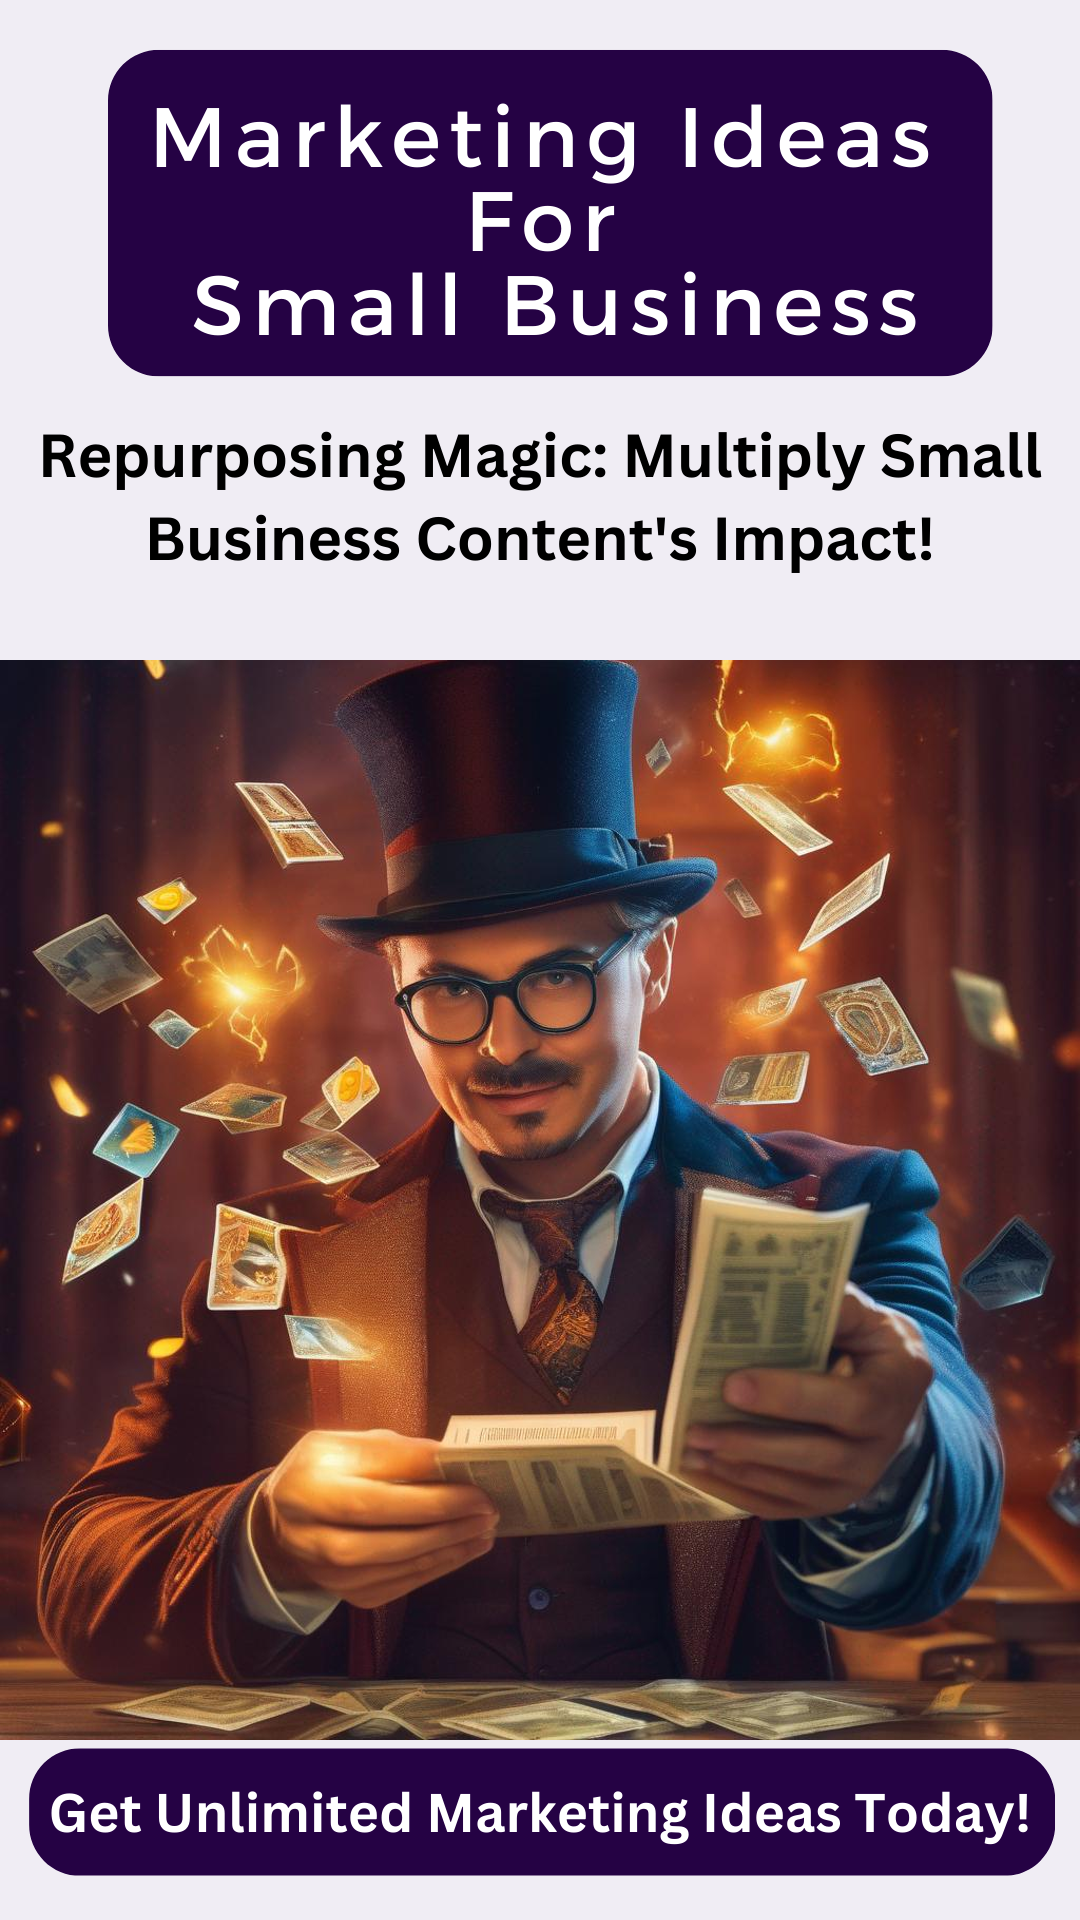 Marketing Ideas
For
Small Business
Repurposing Magic: Multiply Small
Business Content's Impact!
Get Unlimited Marketing Ideas Today!